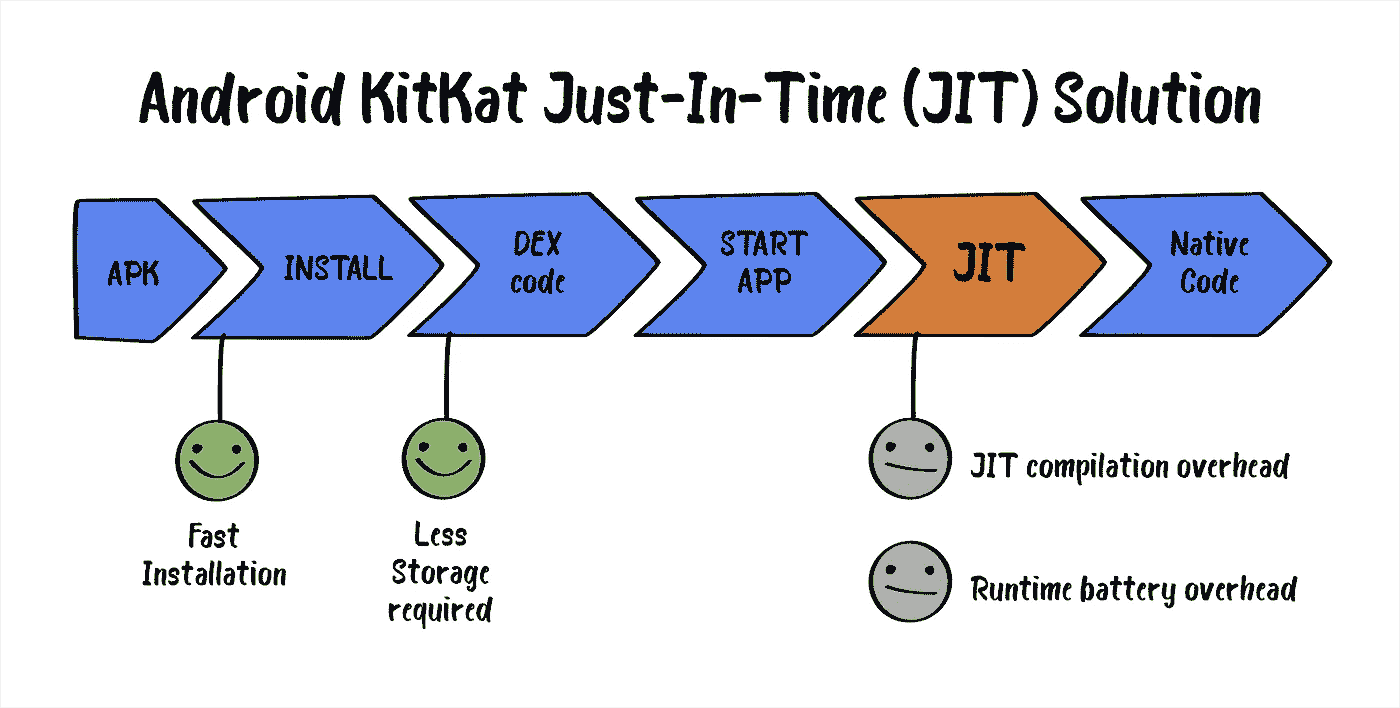 Android KitKat Just-In-Time (JIT) Solution
APK
INSTALL
DEX
code
START
APP
JIT
Native
Code
Fast
Installation
Less
Storage
required
JIT compilation overhead
Runtime battery overhead